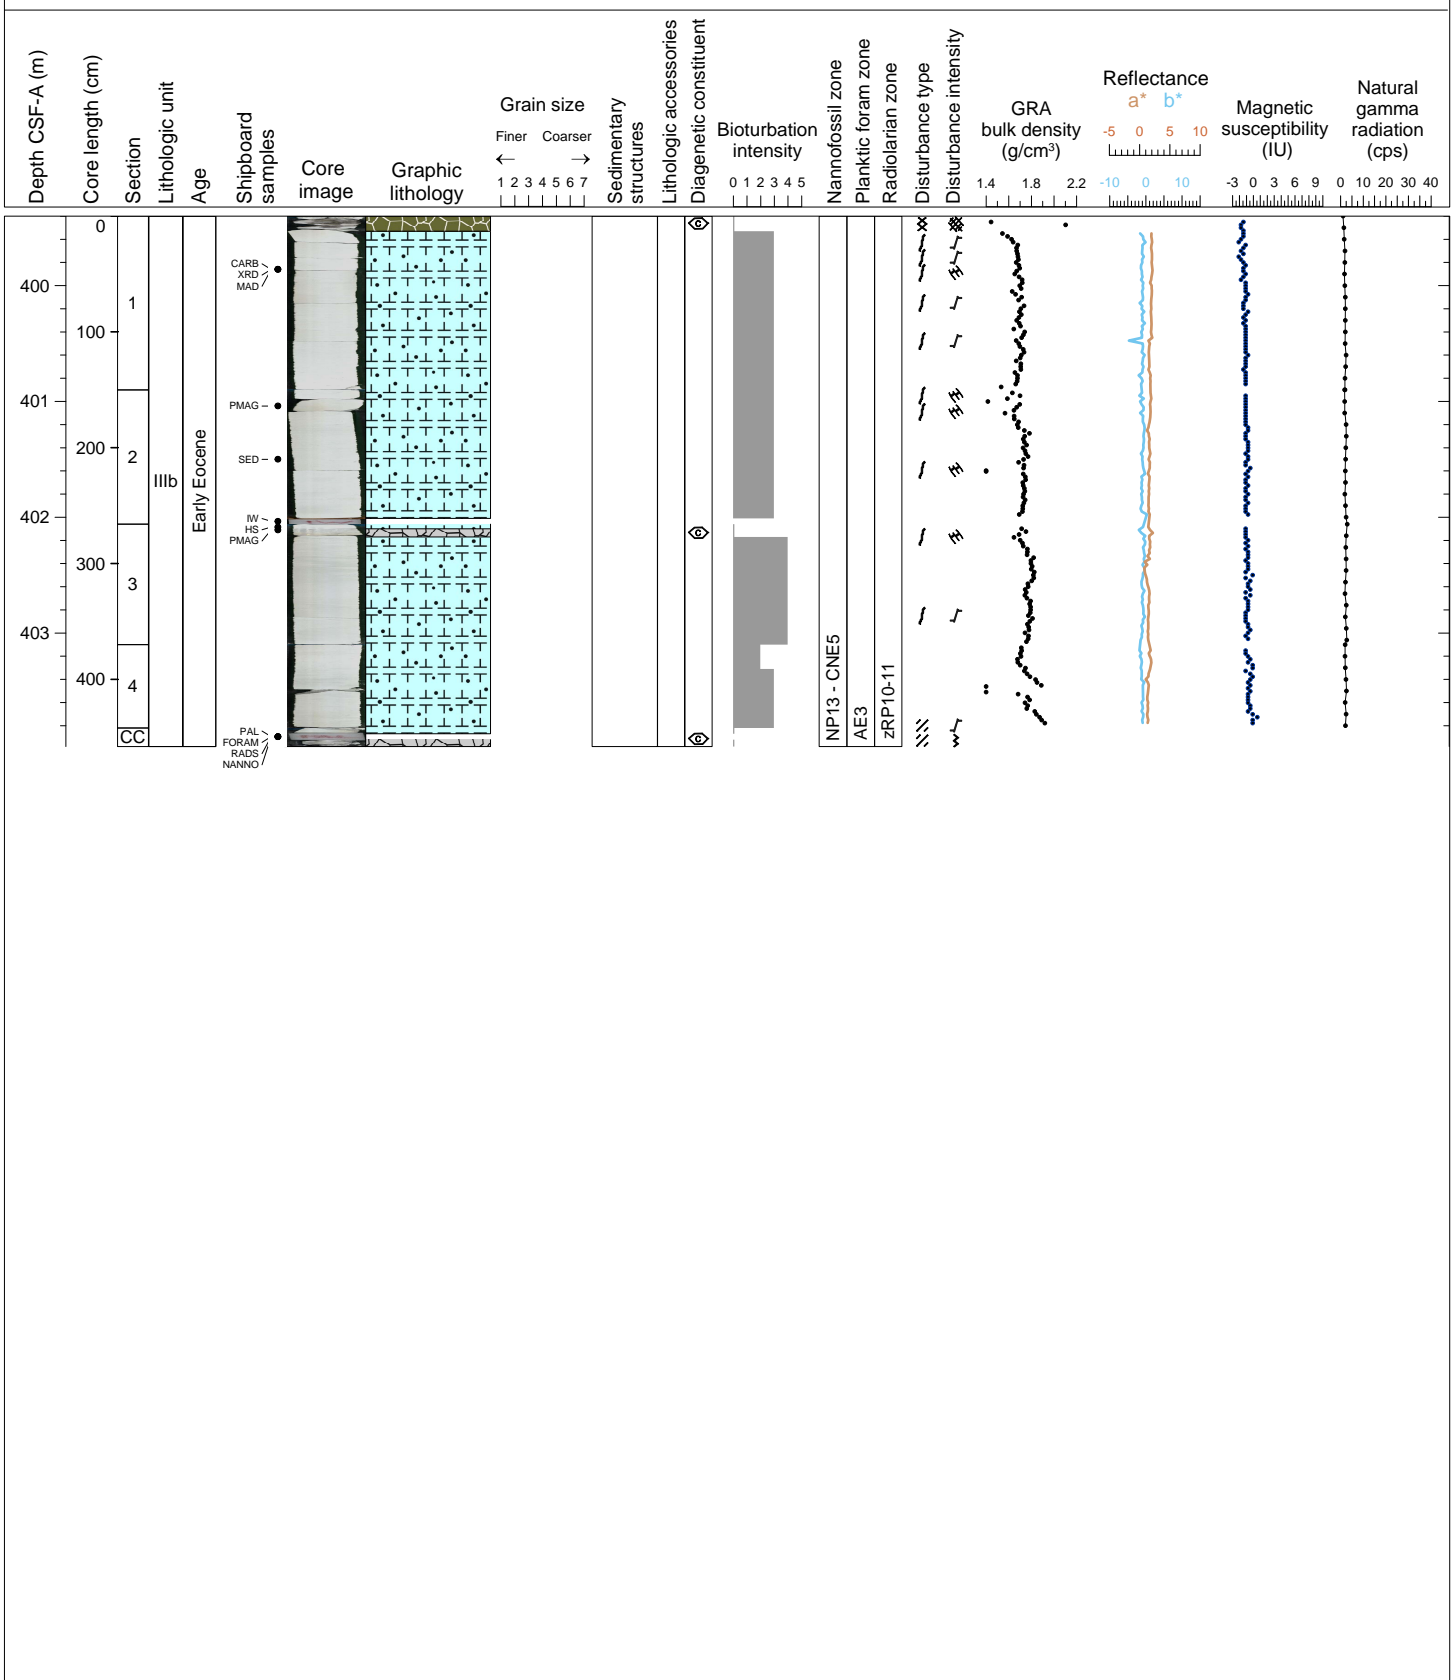 Depth CSF-A (m)
Core length (cm)
Section
Lithologic unit
Age
Shipboard
samples
Core
image
Graphic
lithology
Grain size
Finer Coarser
← →
1 2 3 4 5 6 7
Sedimentary
structures
Lithologic accessories
Diagenetic constituent
Bioturbation
intensity
0 1 2 3 4 5
Nannofossil zone
Planktic foram zone
Radiolarian zone
Disturbance type
Disturbance intensity
GRA
bulk density
(g/cm³)
1.4 1.8 2.2
Reflectance
a* b*
-5 0 5 10
-10 0 10
Magnetic
susceptibility
(IU)
-3 0 3 6 9
Natural
gamma
radiation
(cps)
0 10 20 30 40
400
401
402
403
0
100
200
300
400
1
2
3
4
CC
IIIb
Early Eocene
CARB
XRD
MAD
PMAG
SED
IW
HS
PMAG
PAL
FORAM
RADS
NANNO
C
C
C
NP13 - CNE5
AE3
zRP10-11